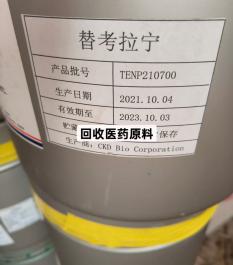 替考拉宁
产品批号 TENP210700
生产日期 2021.10.04
有效期至 2023.10.03
贮 保存
回收医药原料
生产 CKD Bio Corporation